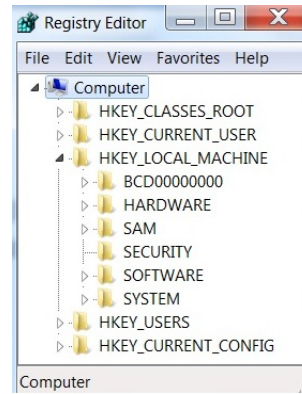 Registry Editor
File Edit View Favorites Help
Computer
HKEY_CLASSES_ROOT
HKEY_CURRENT_USER
HKEY_LOCAL_MACHINE
BCD00000000
HARDWARE
SAM
SECURITY
SOFTWARE
SYSTEM
HKEY_USERS
HKEY_CURRENT_CONFIG
Computer